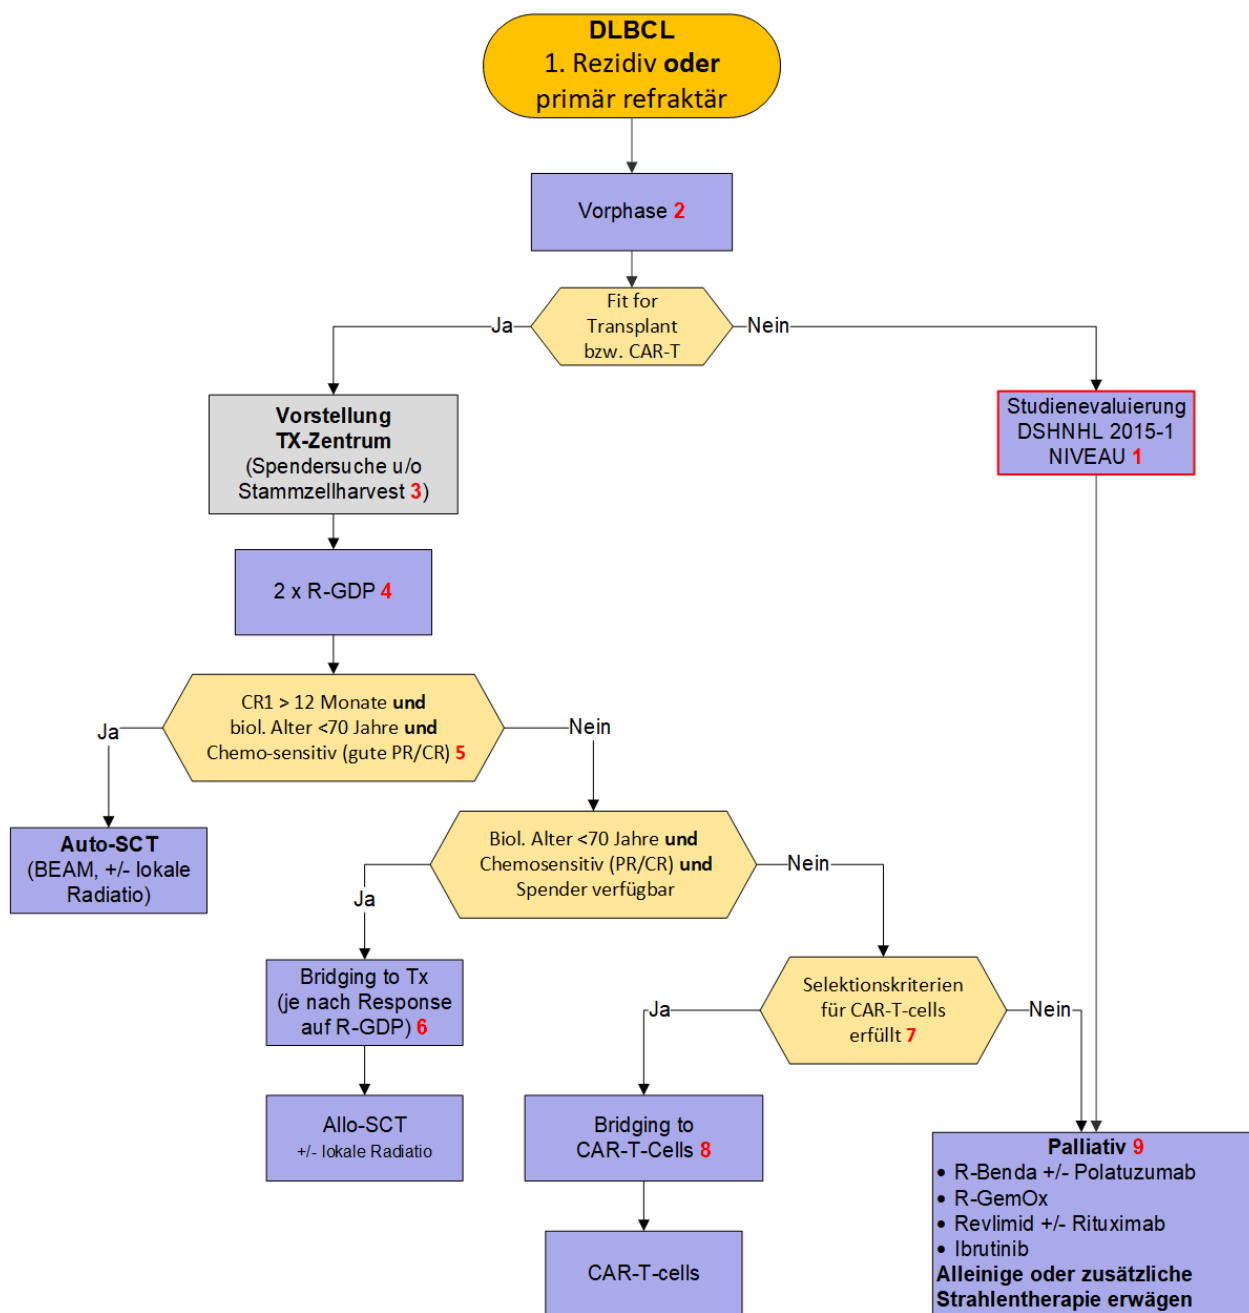 DLBCL
1. Rezidiv oder
primär refraktär
Vorphase 2
Fit for
Transplant
bzw. CAR-T
Ja
Nein
Vorstellung
TX-Zentrum
(Spendersuche u/o
Stammzellharvest 3)
Studienevaluierung
DSHNHL 2015-1
NIVEAU 1
2 x R-GDP 4
CR1 > 12 Monate und
biol. Alter <70 Jahre und
Chemo-sensitiv (gute PR/CR) 5
Ja
Nein
Auto-SCT
(BEAM, +/- lokale
Radiatio)
Biol. Alter <70 Jahre und
Chemosensitiv (PR/CR) und
Spender verfügbar
Ja
Nein
Bridging to Tx
(je nach Response
auf R-GDP) 6
Selektionskriterien
für CAR-T-cells
erfüllt 7
Ja
Nein
Allo-SCT
+/- lokale Radiatio
Bridging to
CAR-T-Cells 8
CAR-T-cells
Palliativ 9
• R-Benda +/- Polatuzumab
• R-GemOx
• Revlimid +/- Rituximab
• Ibrutinib
Alleinige oder zusätzliche
Strahlentherapie erwägen